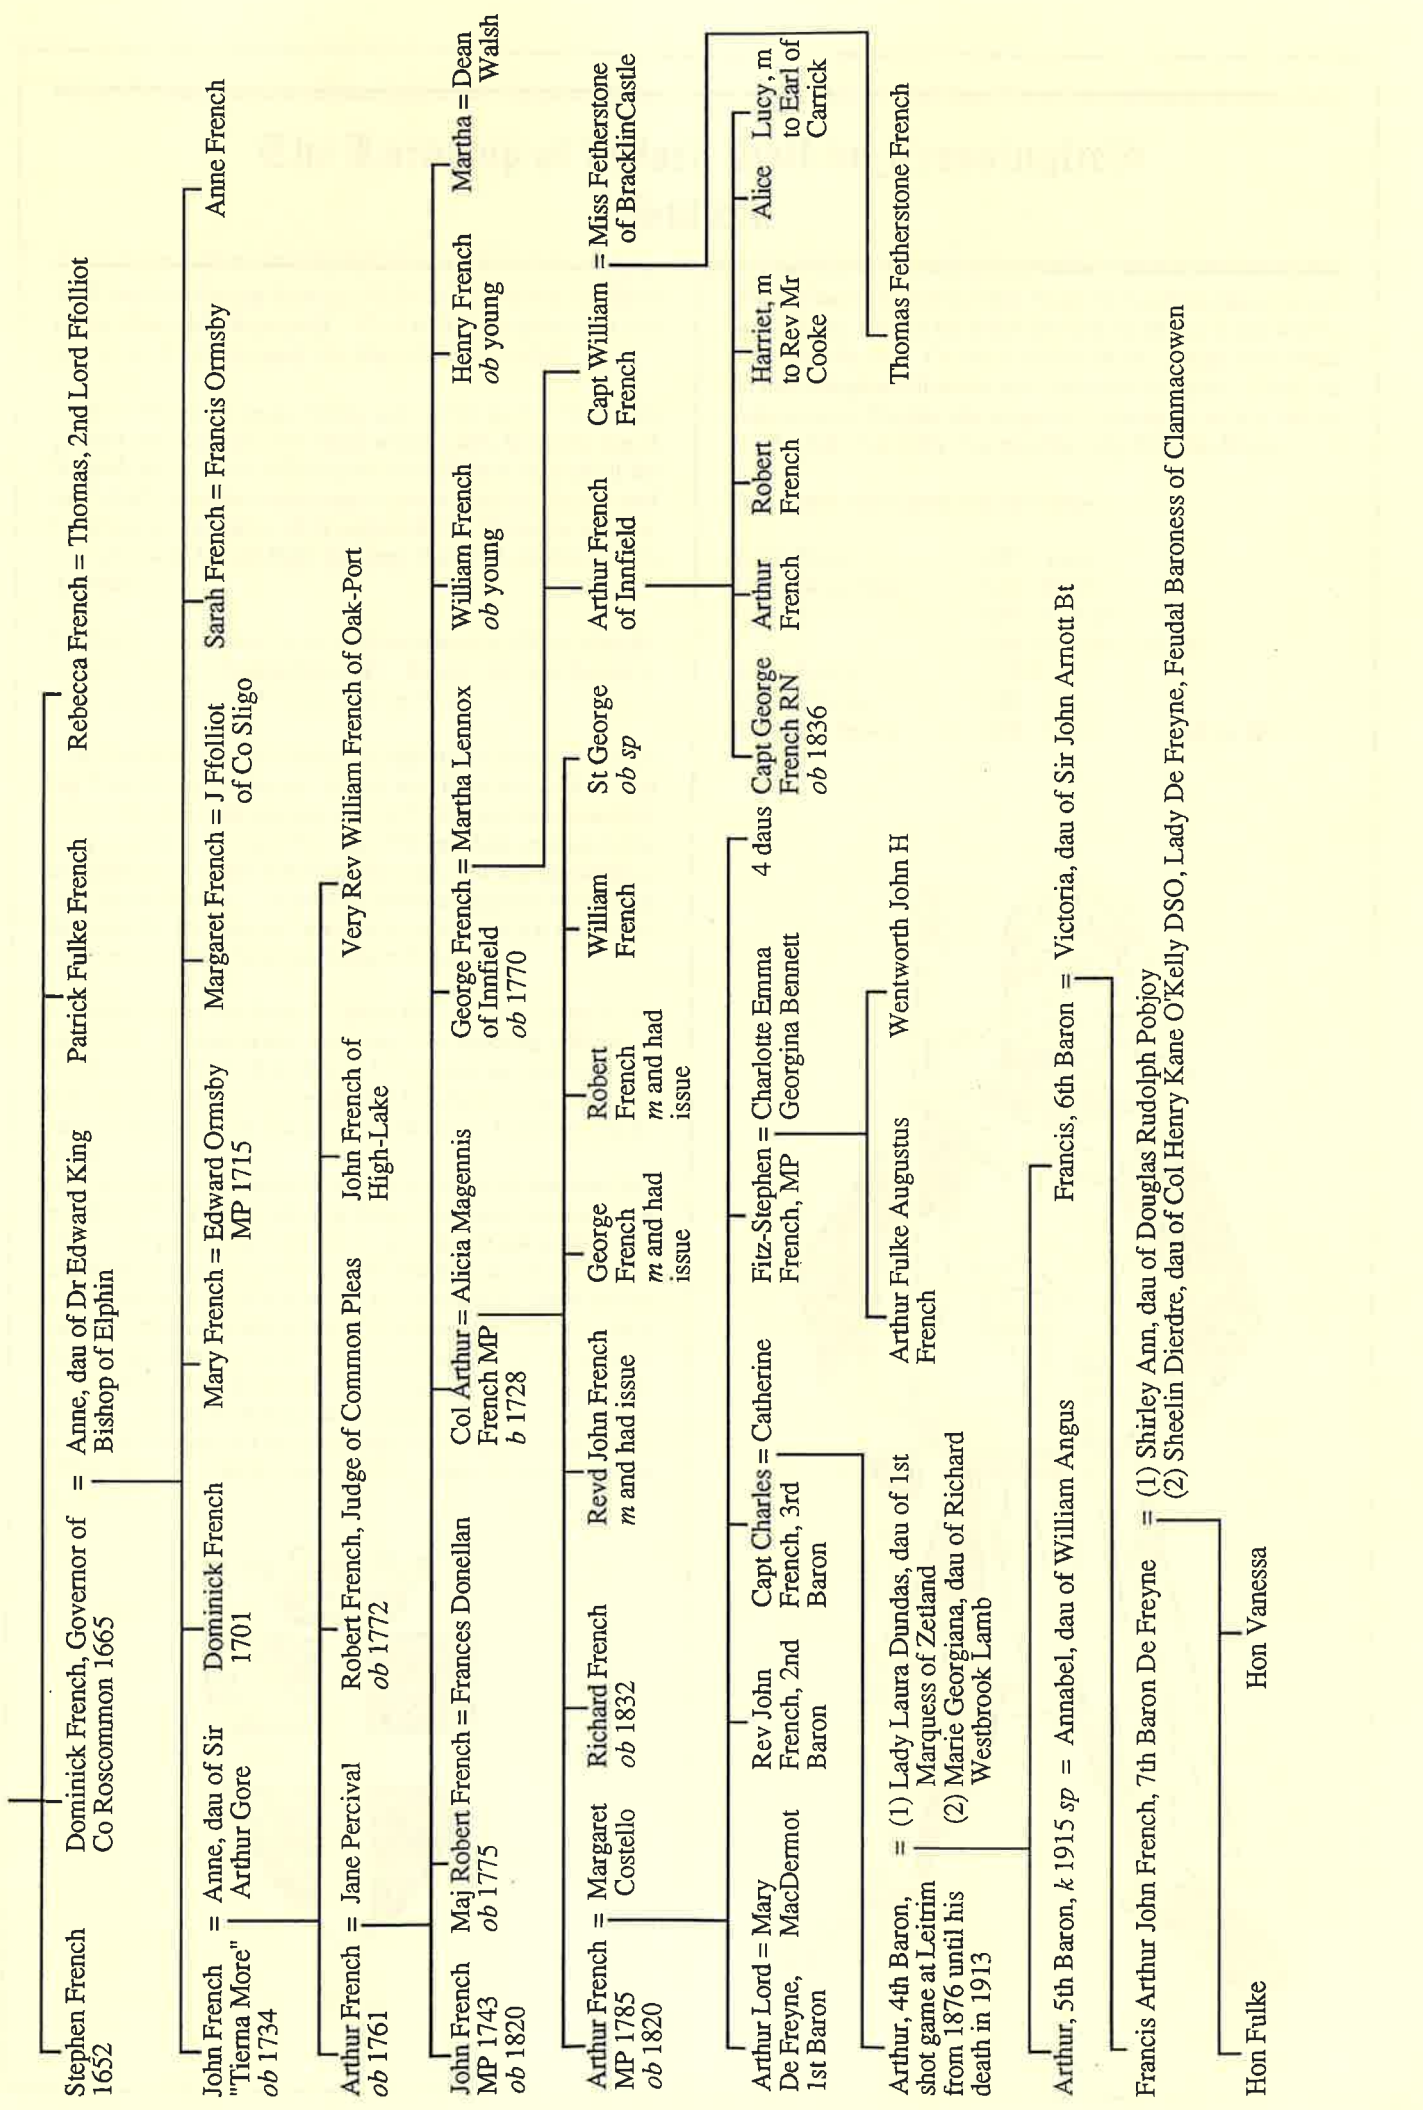 Stephen French
1652
Dominick French, Governor of
Co Roscommon 1665
=
Anne, dau of Dr Edward King
Bishop of Elphin
Patrick Fulke French
Rebecca French = Thomas, 2nd Lord Ffolliot
John French
"Tierna More"
ob 1734
=
Anne, dau of Sir
Arthur Gore
Dominick French
1701
Mary French = Edward Ormsby
MP 1715
Margaret French = J Ffolliot
of Co Sligo
Sarah French = Francis Ormsby
Anne French
Arthur French = Jane Percival
ob 1761
Robert French, Judge of Common Pleas
ob 1772
John French of
High-Lake
Very Rev William French of Oak-Port
John French
MP 1743
ob 1820
Maj Robert French = Frances Donellan
ob 1775
Col Arthur = Alicia Magennis
French MP
b 1728
George French = Martha Lennox
of Innfield
ob 1770
William French
ob young
Henry French
ob young
Martha = Dean
Walsh
Arthur French = Margaret
MP 1785 Costello
ob 1820
Richard French
ob 1832
Revd John French
m and had issue
George
French
m and had
issue
Robert
French
m and had
issue
William
French
St George
ob sp
Arthur French
of Innfield
Capt William = Miss Fetherstone
French of BracklinCastle
Arthur Lord = Mary
De Freyne, MacDermot
1st Baron
Rev John
French, 2nd
Baron
Capt Charles = Catherine
French, 3rd
Baron
Fitz-Stephen = Charlotte Emma
French, MP Georgina Bennett
4 daus
Capt George
French RN
ob 1836
Arthur
French
Robert
French
Harriet, m
to Rev Mr
Cooke
Alice
Lucy, m
to Earl of
Carrick
Arthur, 4th Baron,
shot game at Leitrim
from 1876 until his
death in 1913
=
(1) Lady Laura Dundas, dau of 1st
Marquess of Zetland
(2) Marie Georgiana, dau of Richard
Westbrook Lamb
Arthur Fulke Augustus
French
Wentworth John H
Thomas Fetherstone French
Arthur, 5th Baron, k 1915 sp = Annabel, dau of William Angus
Francis, 6th Baron = Victoria, dau of Sir John Arnott Bt
Francis Arthur John French, 7th Baron De Freyne =
(1) Shirley Ann, dau of Douglas Rudolph Pobjoy
(2) Sheelin Dierdre, dau of Col Henry Kane O'Kelly DSO, Lady De Freyne, Feudal Baroness of Clanmacowen
Hon Fulke
Hon Vanessa